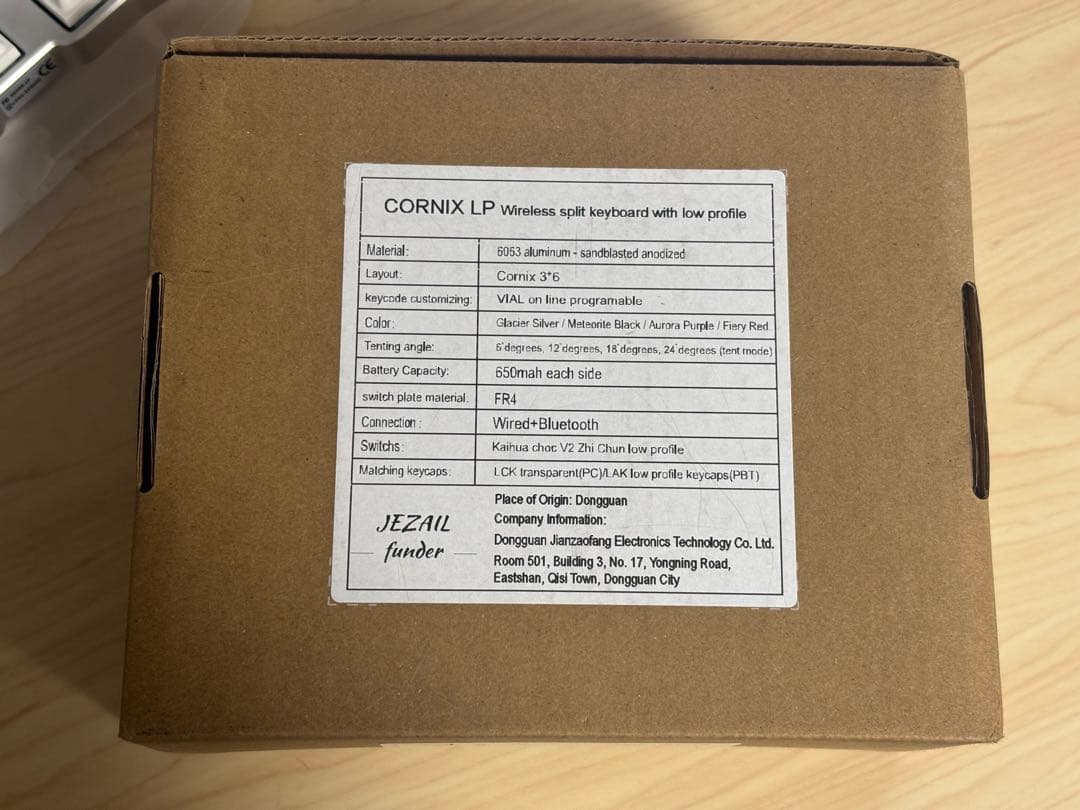 CORNIX LP Wireless split keyboard with low profile
Material: 6063 aluminum - sandblasted anodized
Layout: Cornix 3*6
keycode customizing: VIAL on line programable
Color: Glacier Silver / Meteorite Black / Aurora Purple / Fiery Red
Tenting angle: 6°degrees, 12°degrees, 18°degrees, 24°degrees (tent mode)
Battery Capacity: 650mah each side
switch plate material: FR4
Connection : Wired+Bluetooth
Switchs: Kaihua choc V2 Zhi Chun low profile
Matching keycaps: LCK transparent(PC)/LAK low profile keycaps(PBT)
JEZAIL
funder
Place of Origin: Dongguan
Company Information:
Dongguan Jianzaofang Electronics Technology Co. Ltd.
Room 501, Building 3, No. 17, Yongning Road,
Eastshan, Qisi Town, Dongguan City
CE